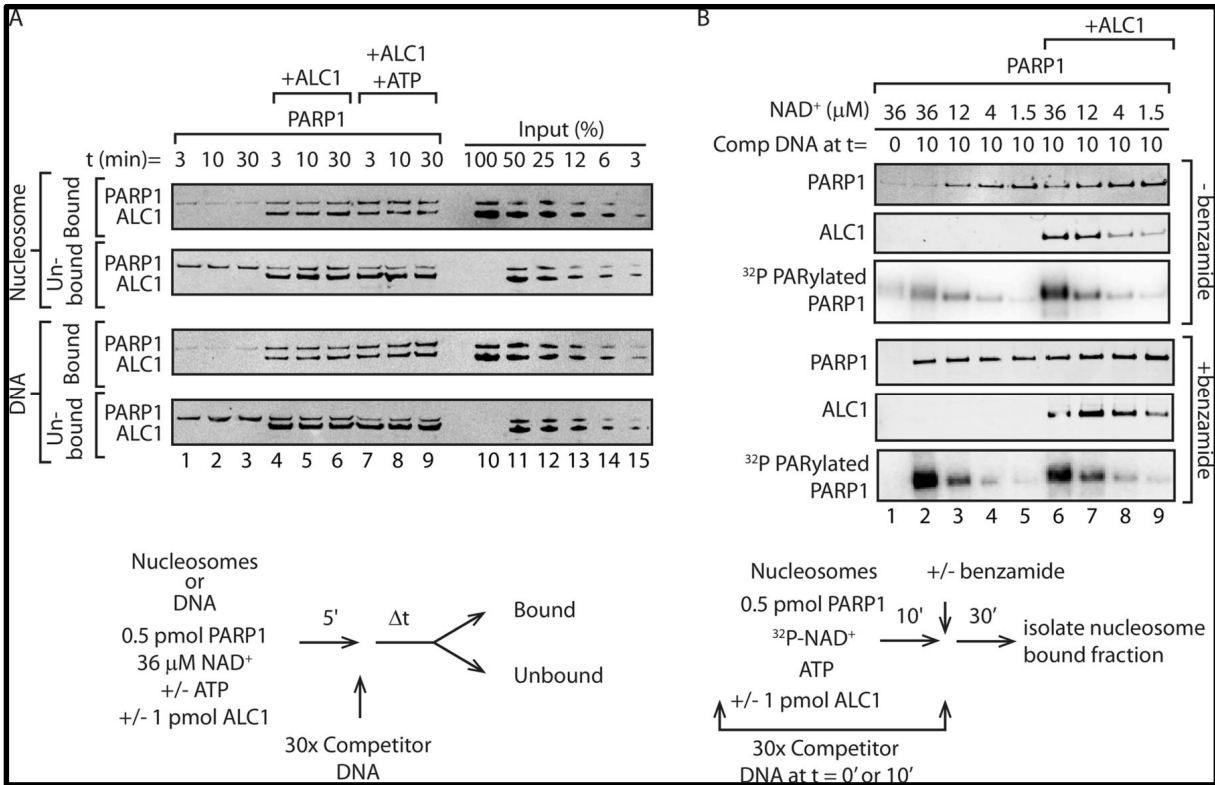 A
+ALC1
+ALC1
+ATP
PARP1
Input (%)
t (min)= 3 10 30 3 10 30 3 10 30 100 50 25 12 6 3
Nucleosome
Bound
PARP1
ALC1
Un-
bound
PARP1
ALC1
DNA
Bound
PARP1
ALC1
Un-
bound
PARP1
ALC1
1 2 3 4 5 6 7 8 9 10 11 12 13 14 15
Nucleosomes
or
DNA
0.5 pmol PARP1
36 µM NAD⁺
+/- ATP
+/- 1 pmol ALC1
5'
Δt
Bound
Unbound
30x Competitor
DNA
B
+ALC1
PARP1
NAD⁺ (µM) 36 36 12 4 1.5 36 12 4 1.5
Comp DNA at t= 0 10 10 10 10 10 10 10 10
PARP1
ALC1
³²P PARylated
PARP1
- benzamide
PARP1
ALC1
³²P PARylated
PARP1
+benzamide
1 2 3 4 5 6 7 8 9
Nucleosomes
0.5 pmol PARP1
³²P-NAD⁺
ATP
+/- 1 pmol ALC1
10'
+/- benzamide
30'
isolate nucleosome
bound fraction
30x Competitor
DNA at t = 0' or 10'